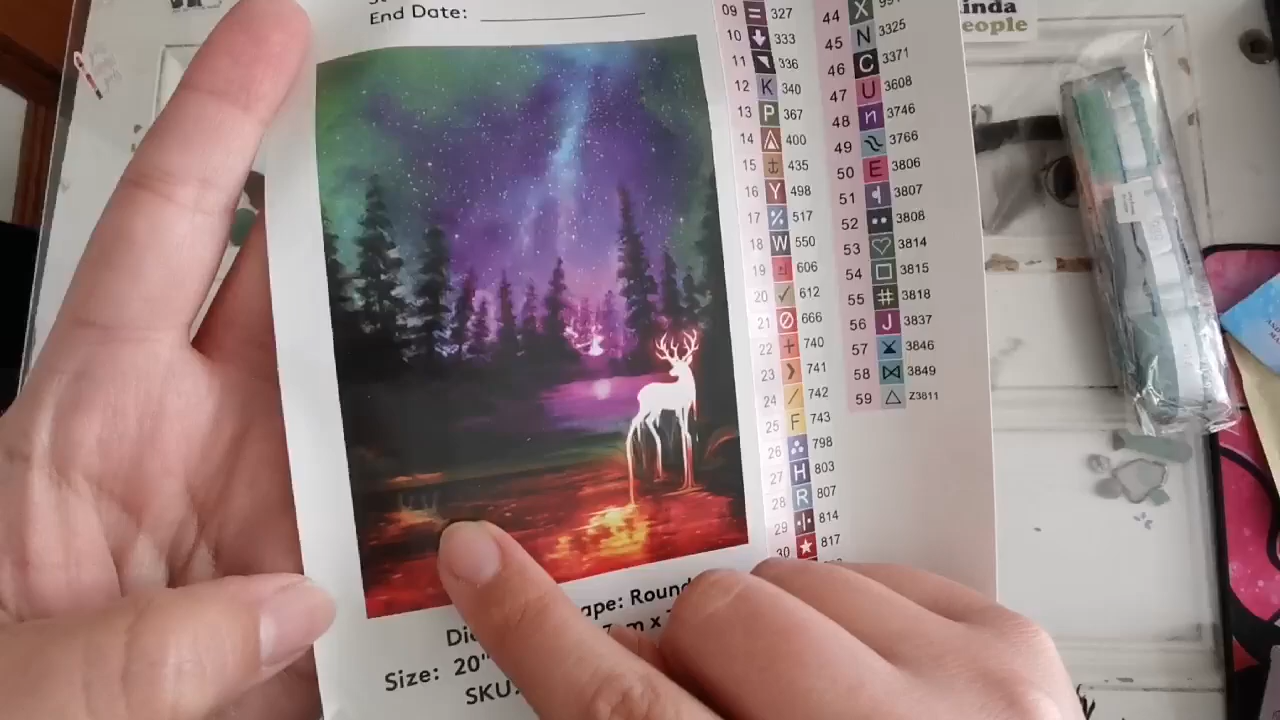 End Date:
09 = 327
10 333
11 336
12 K 340
13 P 367
14 400
15 435
16 Y 498
17 517
18 W 550
19 606
20 ✓ 612
21 666
22 + 740
23 741
24 / 742
25 F 743
26 798
27 H 803
28 R 807
29 814
30 ★ 817
44 X
45 N 3325
46 C 3371
47 U 3608
48 n 3746
49 3766
50 E 3806
51 3807
52 3808
53 ♡ 3814
54 □ 3815
55 # 3818
56 J 3837
57 3846
58 ⋈ 3849
59 △ Z3811
ape: Round
Size: 20"
SKU:
inda
eople